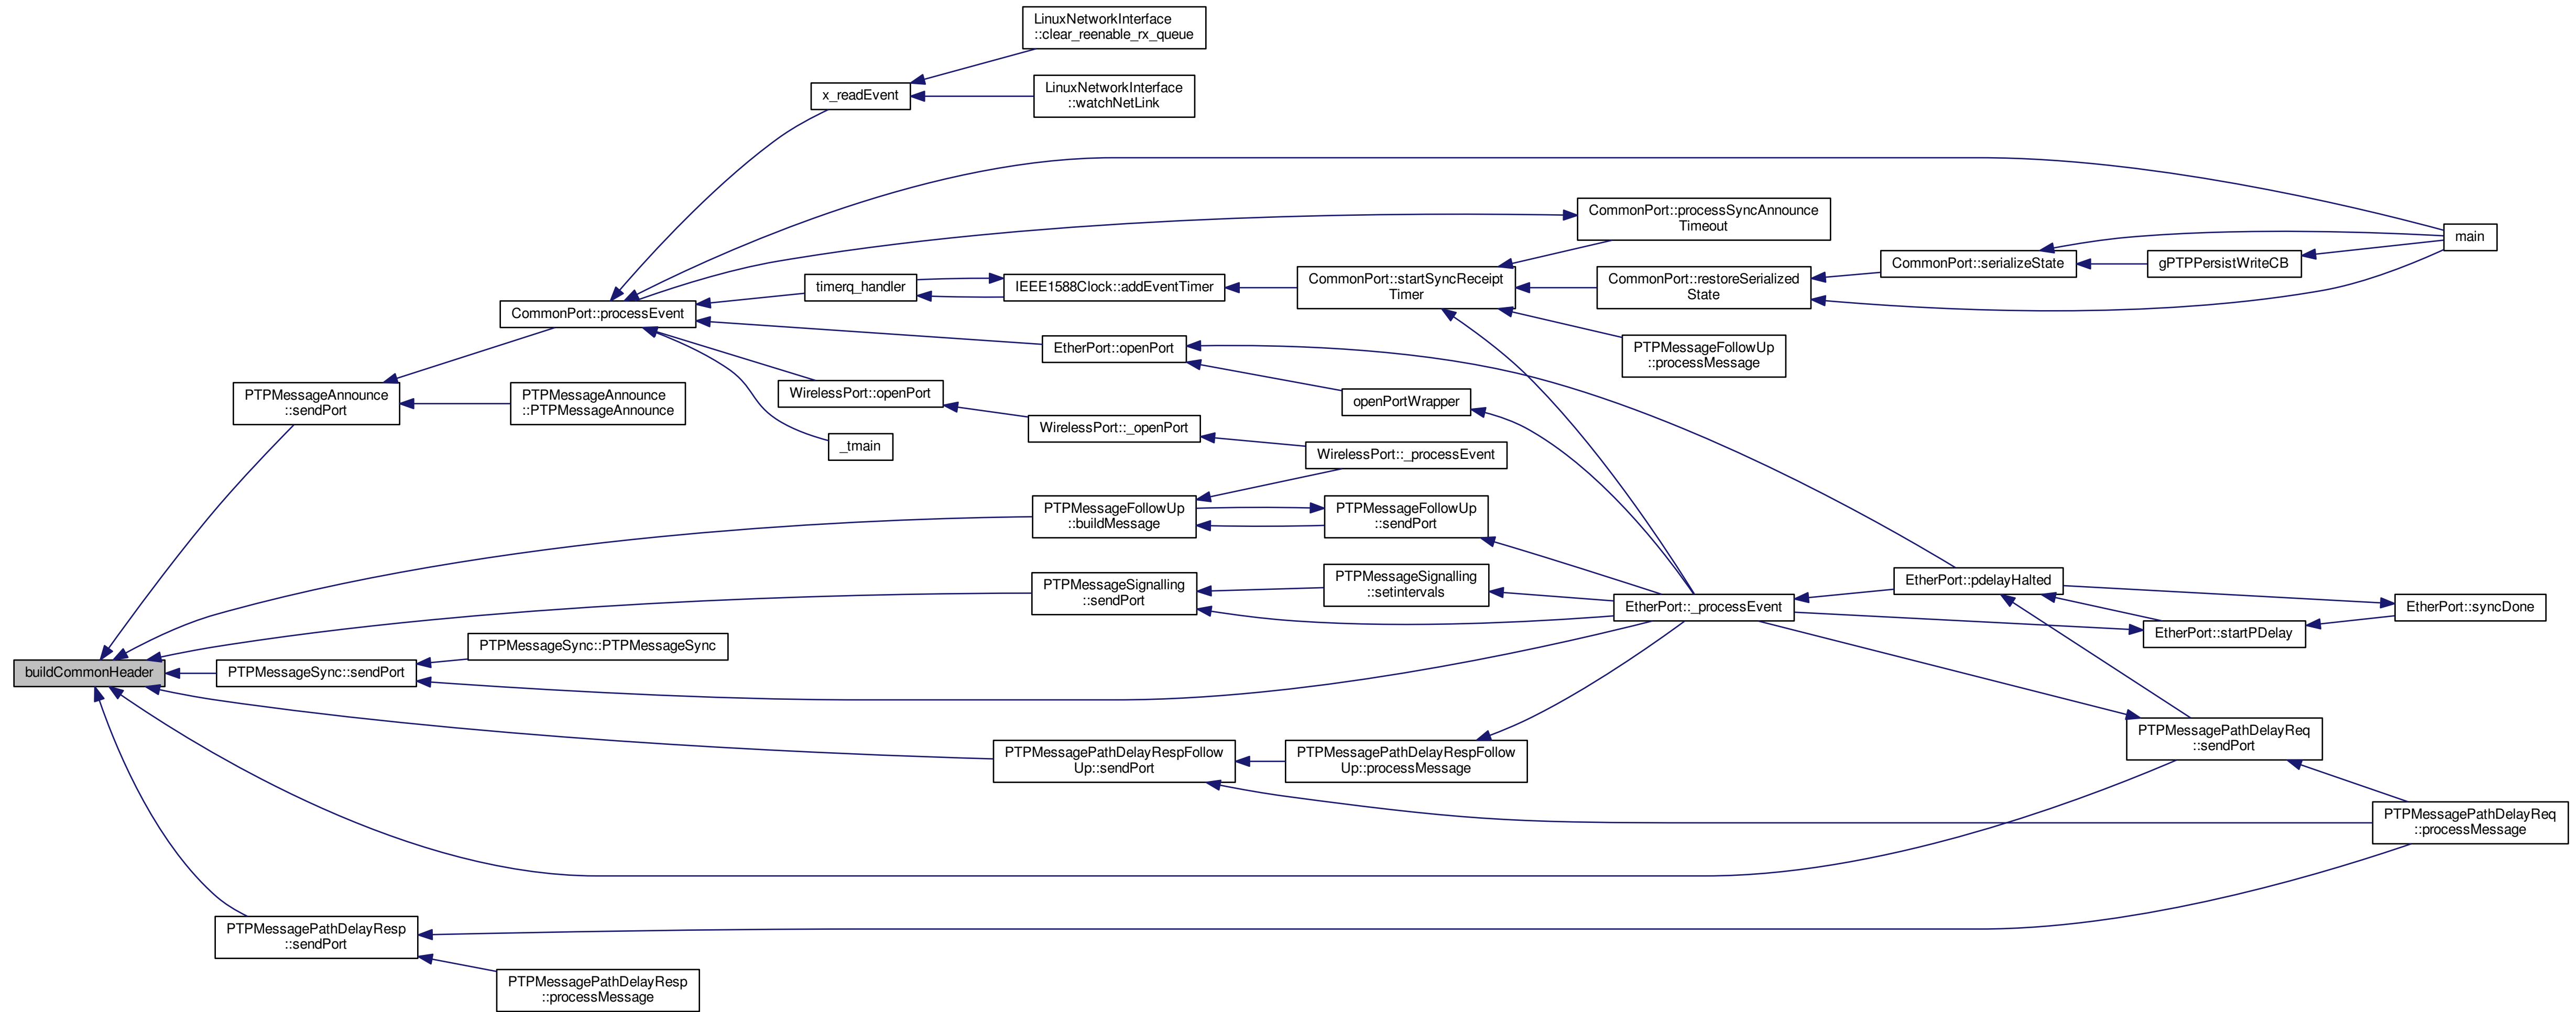 LinuxNetworkInterface
::clear_reenable_rx_queue
x_readEvent
LinuxNetworkInterface
::watchNetLink
CommonPort::processSyncAnnounce
Timeout
main
CommonPort::serializeState
gPTPPersistWriteCB
timerq_handler
IEEE1588Clock::addEventTimer
CommonPort::startSyncReceipt
Timer
CommonPort::restoreSerialized
State
CommonPort::processEvent
EtherPort::openPort
PTPMessageFollowUp
::processMessage
PTPMessageAnnounce
::sendPort
PTPMessageAnnounce
::PTPMessageAnnounce
WirelessPort::openPort
openPortWrapper
WirelessPort::_openPort
_tmain
WirelessPort::_processEvent
PTPMessageFollowUp
::buildMessage
PTPMessageFollowUp
::sendPort
PTPMessageSignalling
::sendPort
PTPMessageSignalling
::setintervals
EtherPort::_processEvent
EtherPort::pdelayHalted
EtherPort::syncDone
EtherPort::startPDelay
PTPMessageSync::PTPMessageSync
buildCommonHeader
PTPMessageSync::sendPort
PTPMessagePathDelayReq
::sendPort
PTPMessagePathDelayRespFollow
Up::sendPort
PTPMessagePathDelayRespFollow
Up::processMessage
PTPMessagePathDelayReq
::processMessage
PTPMessagePathDelayResp
::sendPort
PTPMessagePathDelayResp
::processMessage